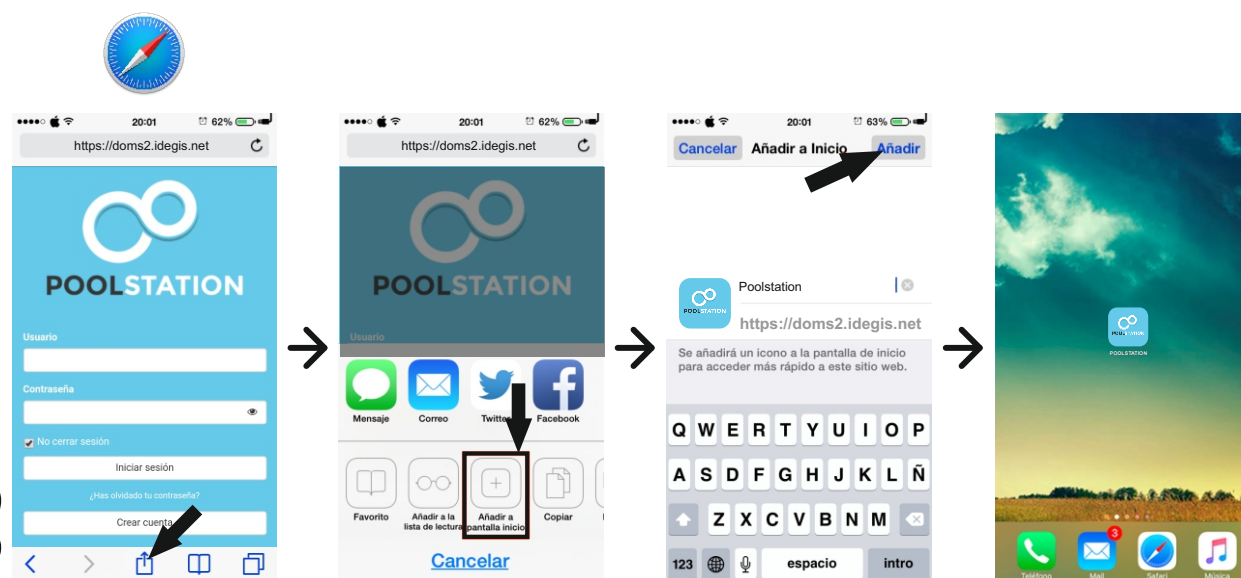 20:01
62%
https://doms2.idegis.net
POOLSTATION
Usuario
Contraseña
No cerrar sesión
Iniciar sesión
¿Has olvidado tu contraseña?
Crear cuenta
20:01
62%
https://doms2.idegis.net
POOLSTATION
Usuario
Mensaje
Correo
Twitter
Facebook
Favorito
Añadir a la
lista de lectura
Añadir a
pantalla inicio
Copiar
Cancelar
20:01
63%
Cancelar
Añadir a Inicio
Añadir
POOLSTATION
Poolstation
https://doms2.idegis.net
Se añadirá un icono a la pantalla de inicio
para acceder más rápido a este sitio web.
Q W E R T Y U I O P
A S D F G H J K L Ñ
Z X C V B N M
123
espacio
intro
POOLSTATION
POOLSTATION
3
Teléfono
Mail
Safari
Música